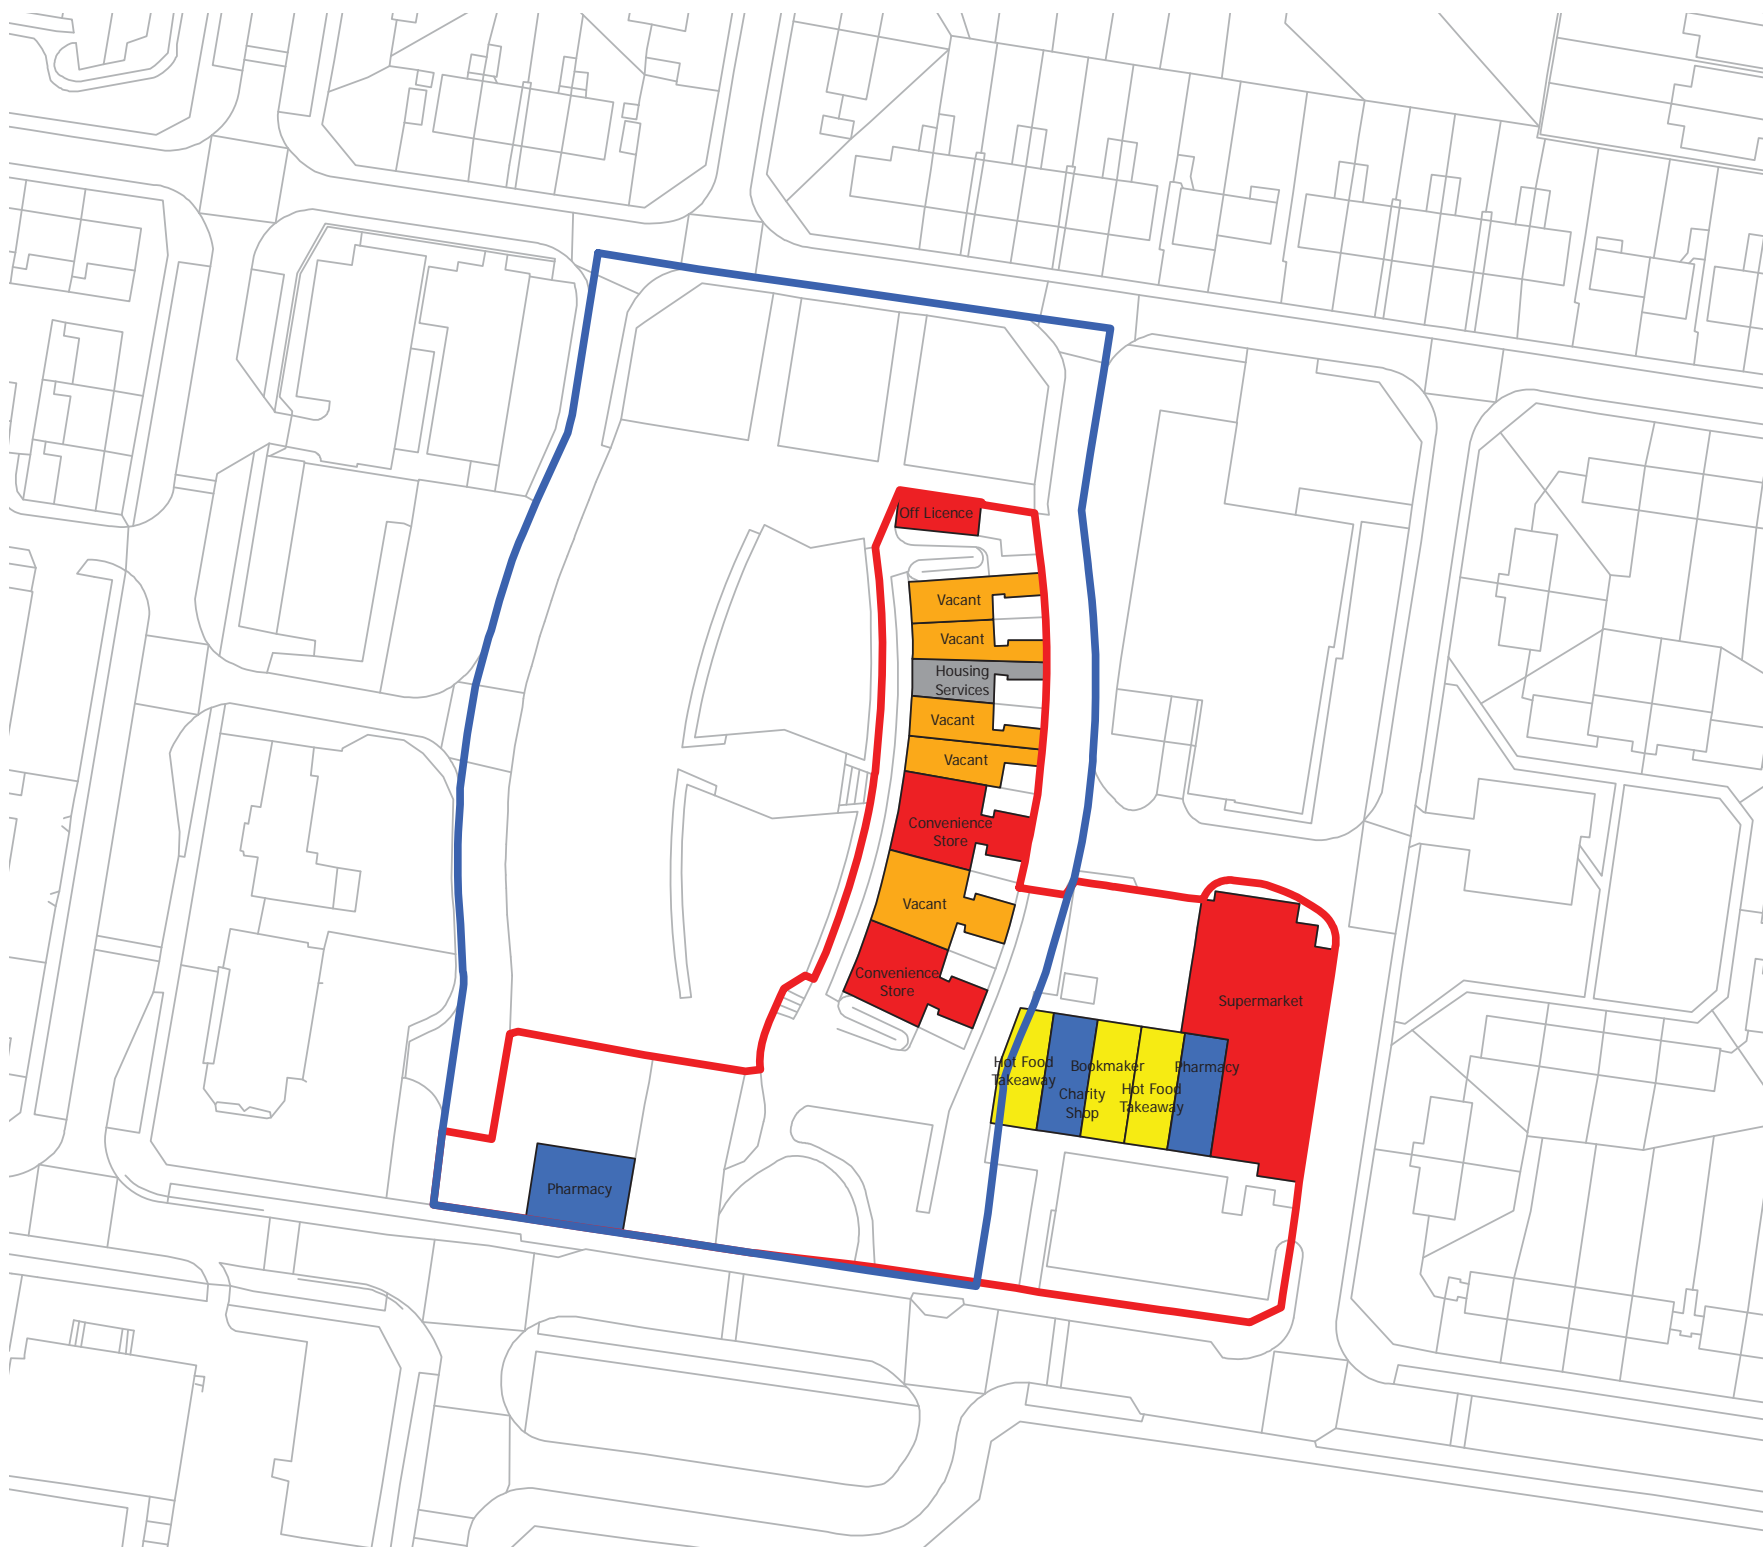 Off Licence
Vacant
Vacant
Housing
Services
Vacant
Vacant
Convenience
Store
Vacant
Convenience
Store
Supermarket
Hot Food
Takeaway
Bookmaker
Charity
Shop
Hot Food
Takeaway
Pharmacy
Pharmacy